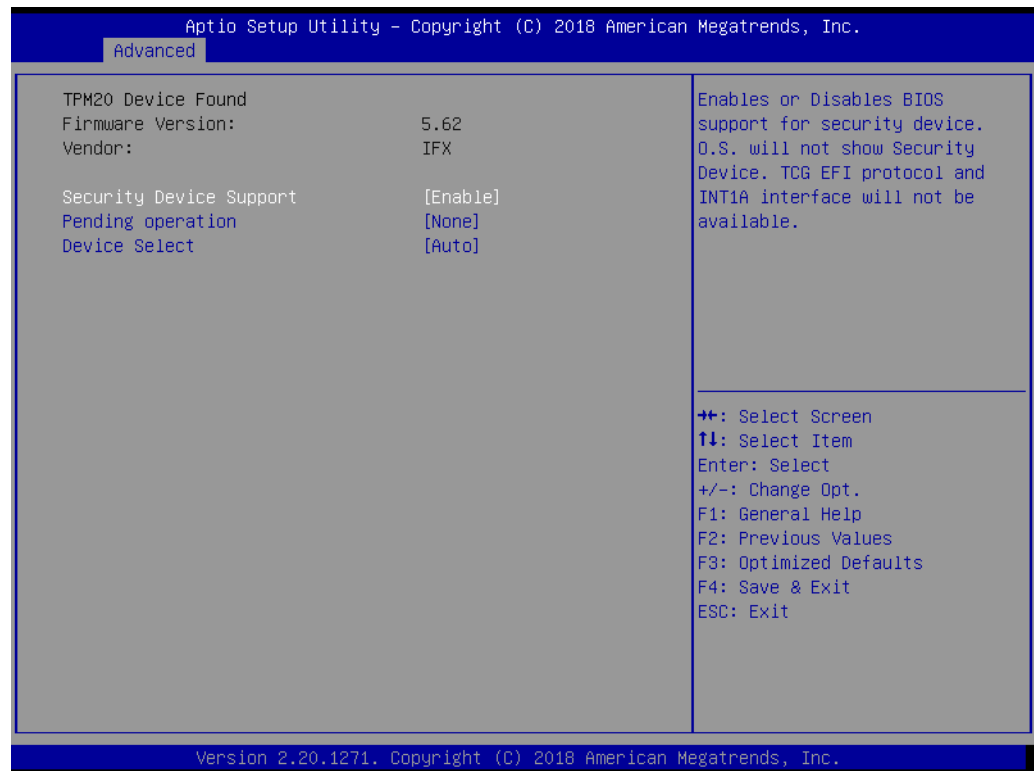 Aptio Setup Utility – Copyright (C) 2018 American Megatrends, Inc.
Advanced
TPM20 Device Found
Firmware Version: 5.62
Vendor: IFX
Security Device Support [Enable]
Pending operation [None]
Device Select [Auto]
Enables or Disables BIOS
support for security device.
O.S. will not show Security
Device. TCG EFI protocol and
INT1A interface will not be
available.
→←: Select Screen
↑↓: Select Item
Enter: Select
+/-: Change Opt.
F1: General Help
F2: Previous Values
F3: Optimized Defaults
F4: Save & Exit
ESC: Exit
Version 2.20.1271. Copyright (C) 2018 American Megatrends, Inc.